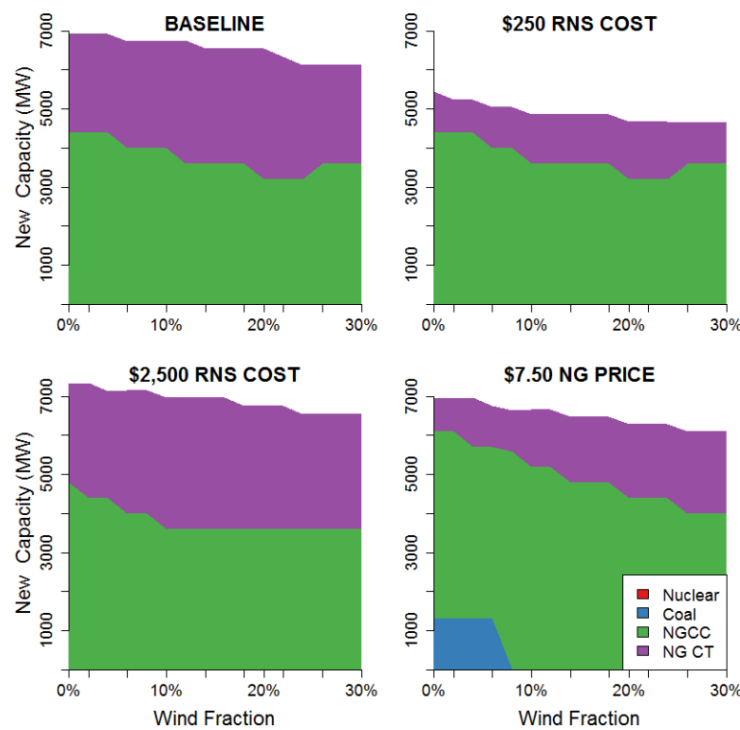 BASELINE
New Capacity (MW)
7000
5000
3000
1000
0%
10%
20%
30%
$250 RNS COST
7000
5000
3000
1000
0%
10%
20%
30%
$2,500 RNS COST
New Capacity (MW)
7000
5000
3000
1000
0%
10%
20%
30%
Wind Fraction
$7.50 NG PRICE
7000
5000
3000
1000
Nuclear
Coal
NGCC
NG CT
0%
10%
20%
30%
Wind Fraction